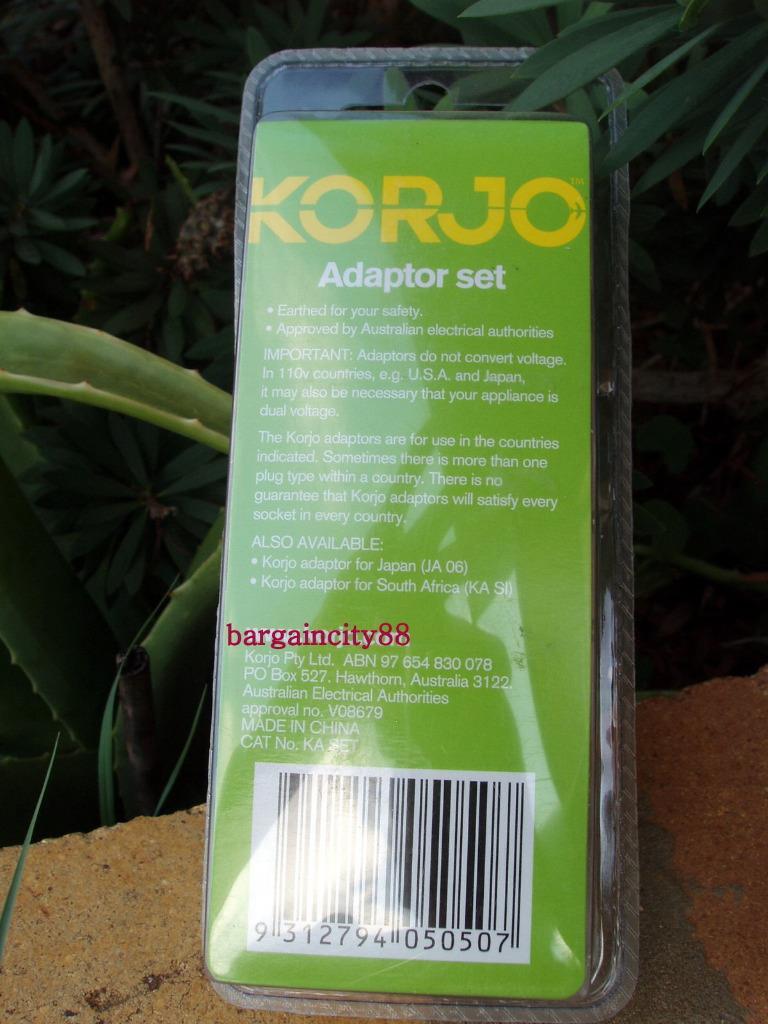 KORJO™
Adaptor set
• Earthed for your safety.
• Approved by Australian electrical authorities
IMPORTANT: Adaptors do not convert voltage.
In 110v countries, e.g. U.S.A. and Japan,
it may also be necessary that your appliance is
dual voltage.
The Korjo adaptors are for use in the countries
indicated. Sometimes there is more than one
plug type within a country. There is no
guarantee that Korjo adaptors will satisfy every
socket in every country.
ALSO AVAILABLE:
• Korjo adaptor for Japan (JA 06)
• Korjo adaptor for South Africa (KA SI)
bargaincity88
Korjo Pty Ltd. ABN 97 654 830 078
PO Box 527. Hawthorn, Australia 3122.
Australian Electrical Authorities
approval no. V08679
MADE IN CHINA
CAT No. KA SET
9 312794 050507